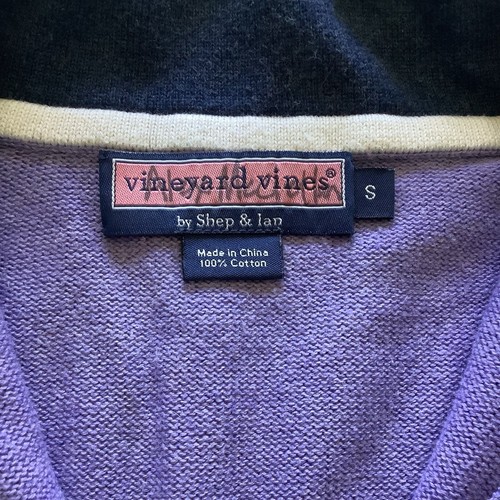 vineyard vines®
by Shep & Ian
S
Made in China
100% Cotton